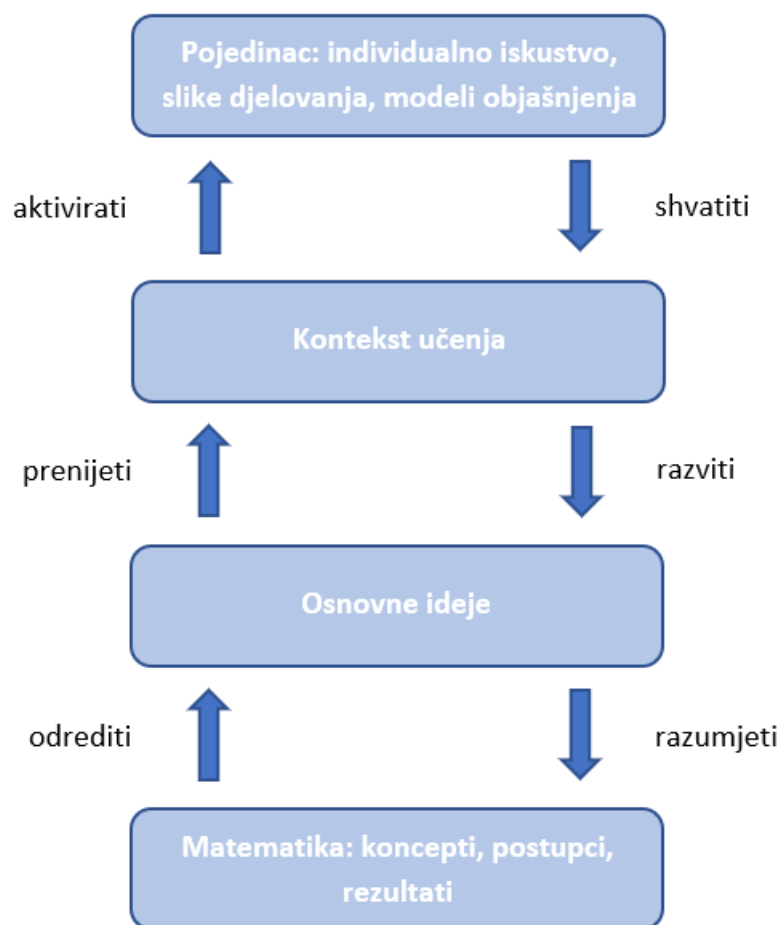 Pojedinac: individualno iskustvo,
slike djelovanja, modeli objašnjenja
aktivirati
shvatiti
Kontekst učenja
prenijeti
razviti
Osnovne ideje
odrediti
razumjeti
Matematika: koncepti, postupci,
rezultati